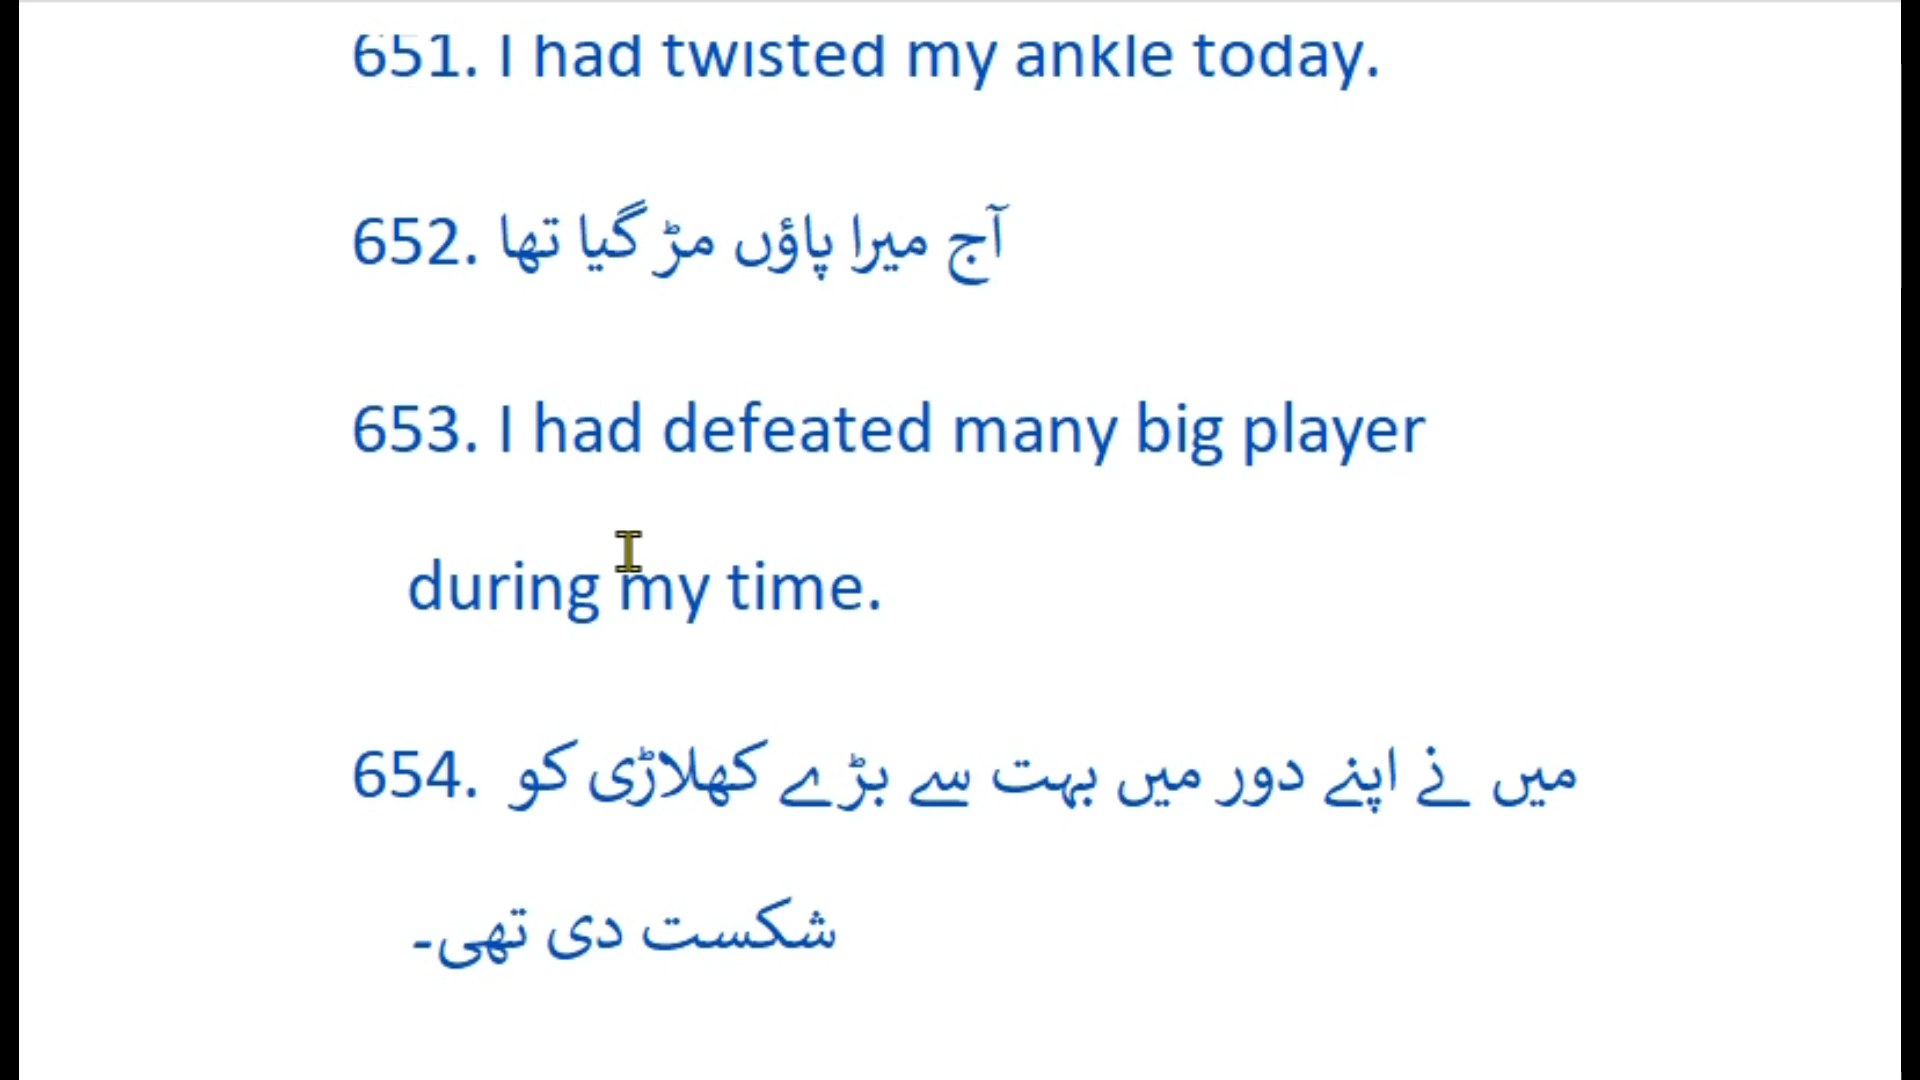 651. I had twisted my ankle today.
652. آج میرا پاؤں مڑ گیا تھا
653. I had defeated many big player
during my time.
654. میں نے اپنے دور میں بہت سے بڑے کھلاڑی کو
شکست دی تھی۔